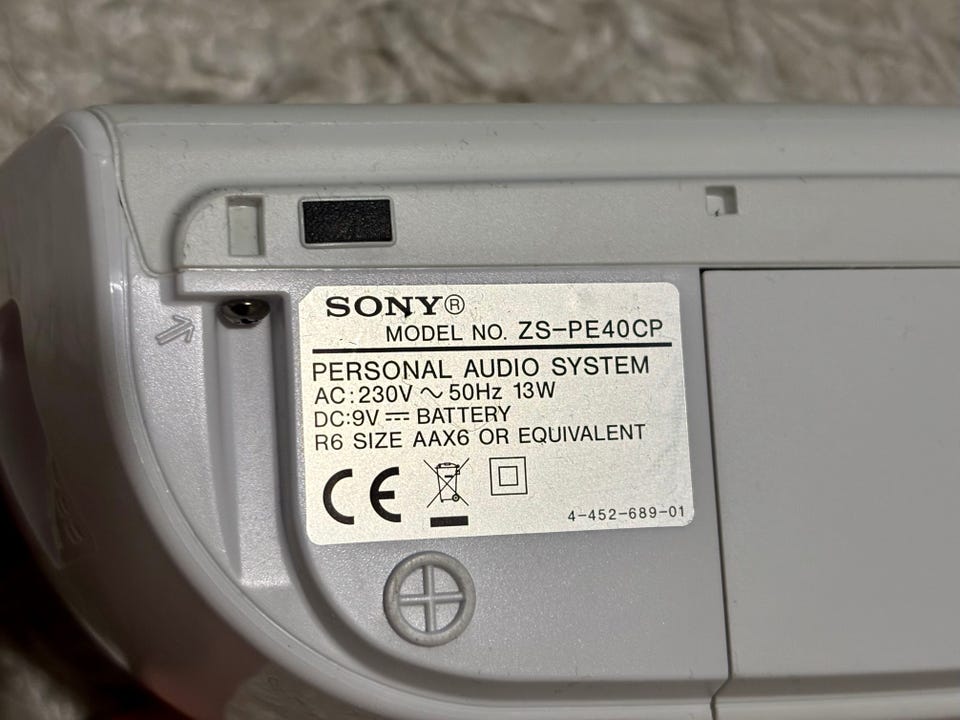 SONY®
MODEL NO. ZS-PE40CP
PERSONAL AUDIO SYSTEM
AC:230V ~ 50Hz 13W
DC:9V ⎓ BATTERY
R6 SIZE AAX6 OR EQUIVALENT
CE
4-452-689-01